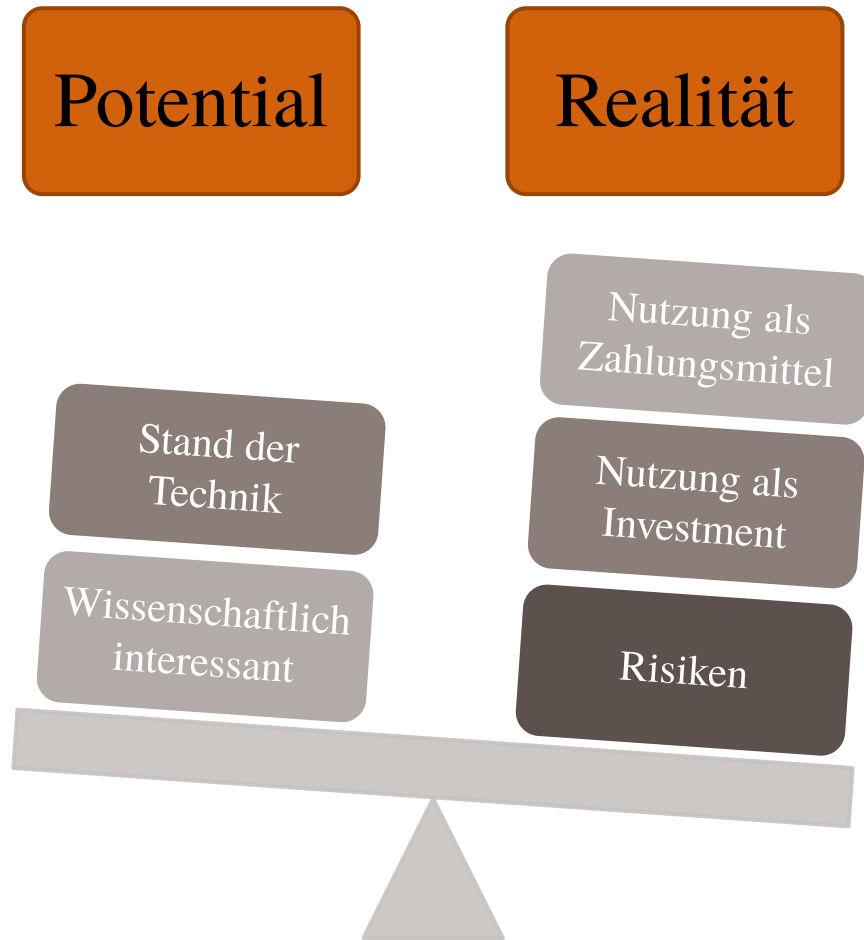 Potential
Realität
Nutzung als
Zahlungsmittel
Stand der
Technik
Nutzung als
Investment
Wissenschaftlich
interessant
Risiken